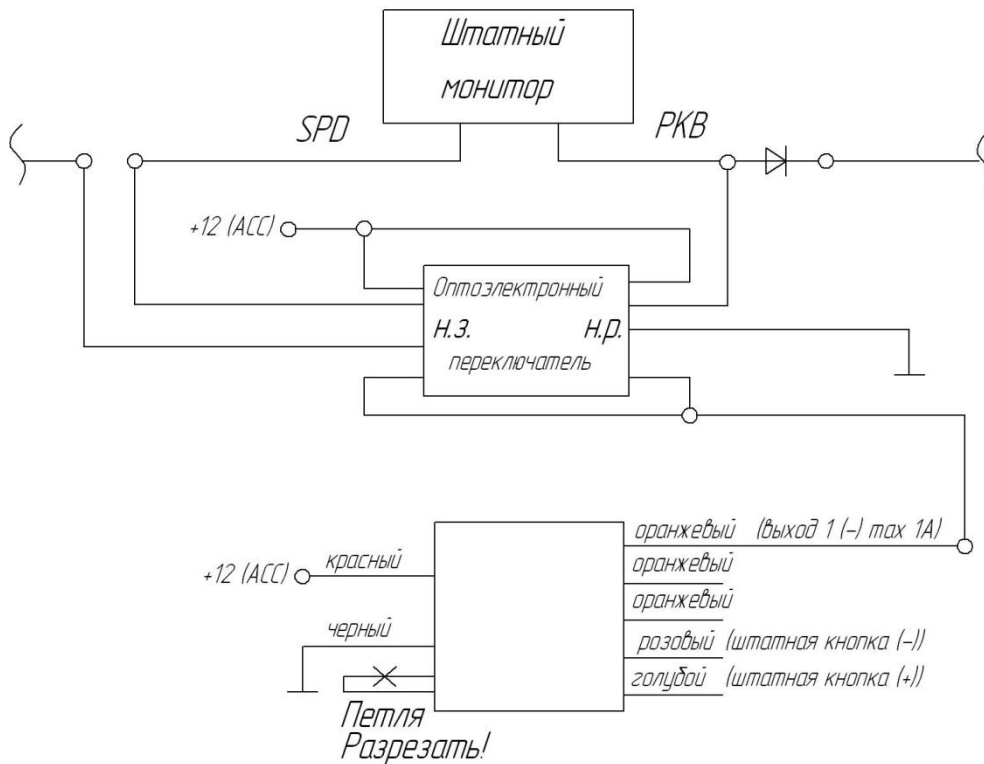 Штатный
монитор
SPD
PKB
+12 (ACC)
Оптоэлектронный
н.з.
н.р.
переключатель
оранжевый (выход 1 (-) max 1A)
красный
+12 (ACC)
оранжевый
оранжевый
черный
розовый (штатная кнопка (-))
голубой (штатная кнопка (+))
Петля
Разрезать!